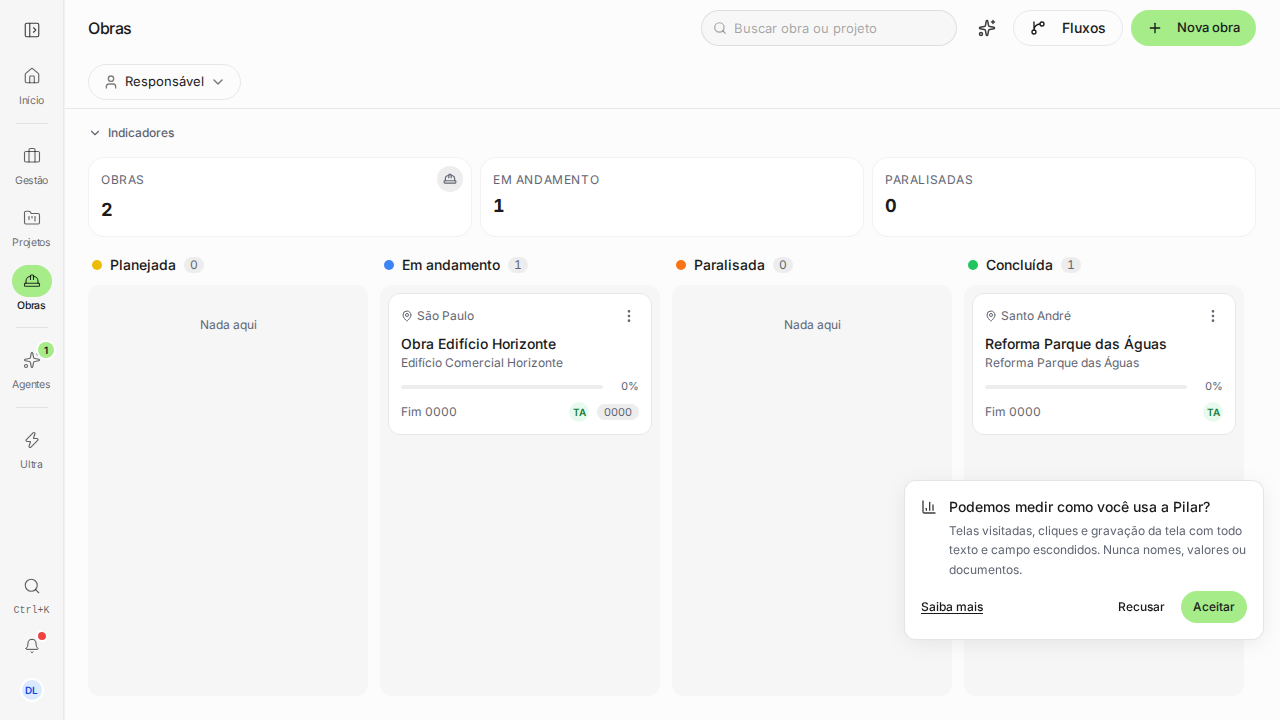 Obras
Buscar obra ou projeto
Fluxos
Nova obra
Responsável
Início
Gestão
Projetos
Obras
1
Agentes
Ultra
Ctrl+K
DL
Indicadores
OBRAS
2
EM ANDAMENTO
1
PARALISADAS
0
Planejada 0
Nada aqui
Em andamento 1
São Paulo
Obra Edifício Horizonte
Edifício Comercial Horizonte
0%
Fim 0000
TA
0000
Paralisada 0
Nada aqui
Concluída 1
Santo André
Reforma Parque das Águas
Reforma Parque das Águas
0%
Fim 0000
TA
Podemos medir como você usa a Pilar?
Telas visitadas, cliques e gravação da tela com todo
texto e campo escondidos. Nunca nomes, valores ou
documentos.
Saiba mais
Recusar
Aceitar